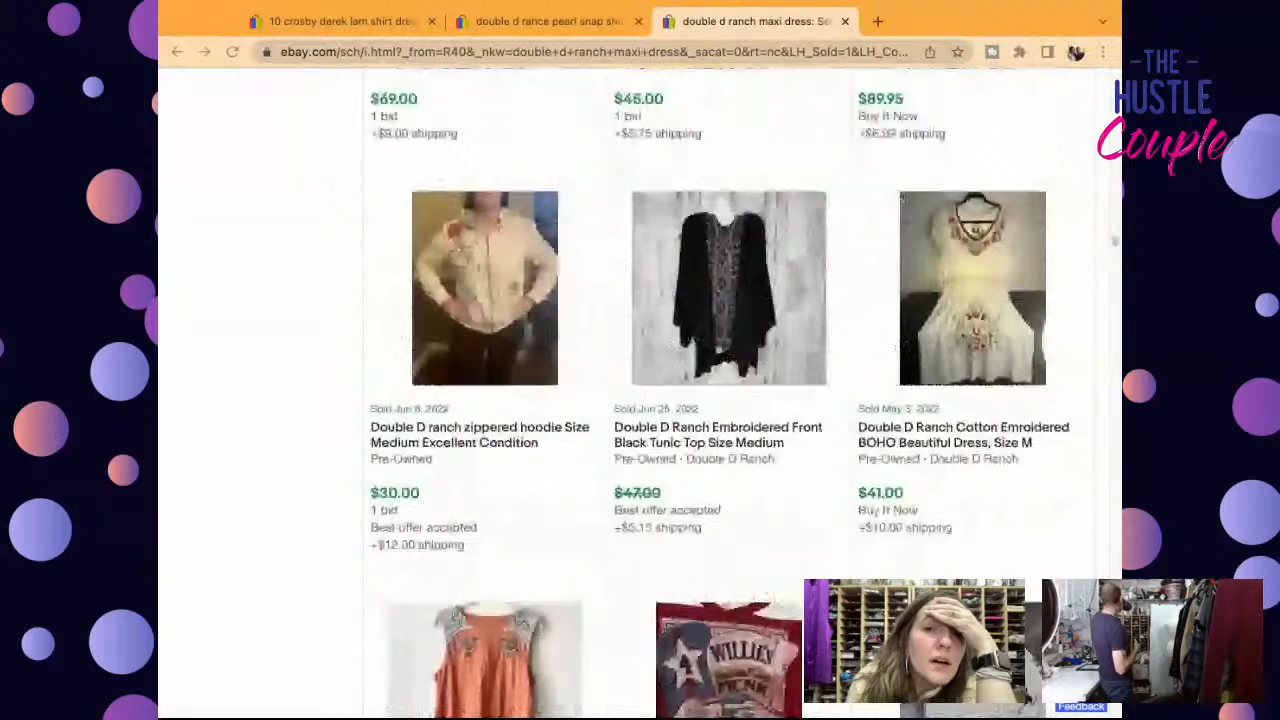 10 crosby derek lam shirt dre
double d rance pearl snap shi
double d ranch maxi dress: Se
-THE-
HUSTLE
Couple
ebay.com/sch/i.html?_from=R40&_nkw=double+d+ranch+maxi+dress&_sacat=0&rt=nc&LH_Sold=1&LH_Co...
$69.00
1 bid
+$9.00 shipping
$45.00
1 bid
+$5.75 shipping
$89.95
Buy It Now
shipping
Sold Jun 6, 2022
Double D ranch zippered hoodie Size
Medium Excellent Condition
Pre-Owned
$30.00
1 bid
Best offer accepted
+$12.00 shipping
Sold Jun 25, 2022
Double D Ranch Embroidered Front
Black Tunic Top Size Medium
Pre-Owned · Double D Ranch
$47.00
Best offer accepted
+$5.15 shipping
Sold May 3, 2022
Double D Ranch Cotton Emroidered
BOHO Beautiful Dress, Size M
Pre-Owned · Double D Ranch
$41.00
Buy It Now
+$10.00 shipping
4
WILLIE'S
PICNIC
Feedback